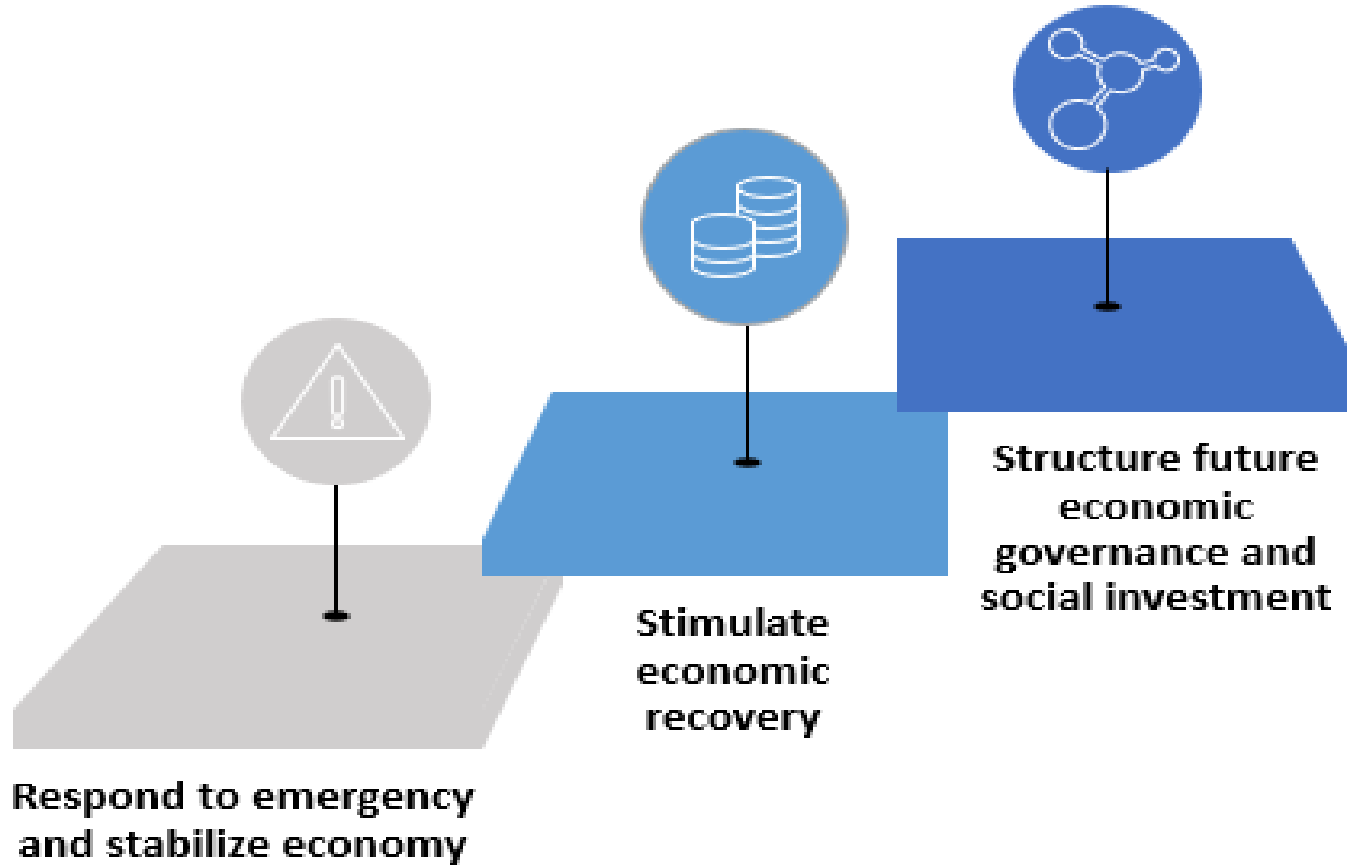 Respond to emergency
and stabilize economy
Stimulate
economic
recovery
Structure future
economic
governance and
social investment